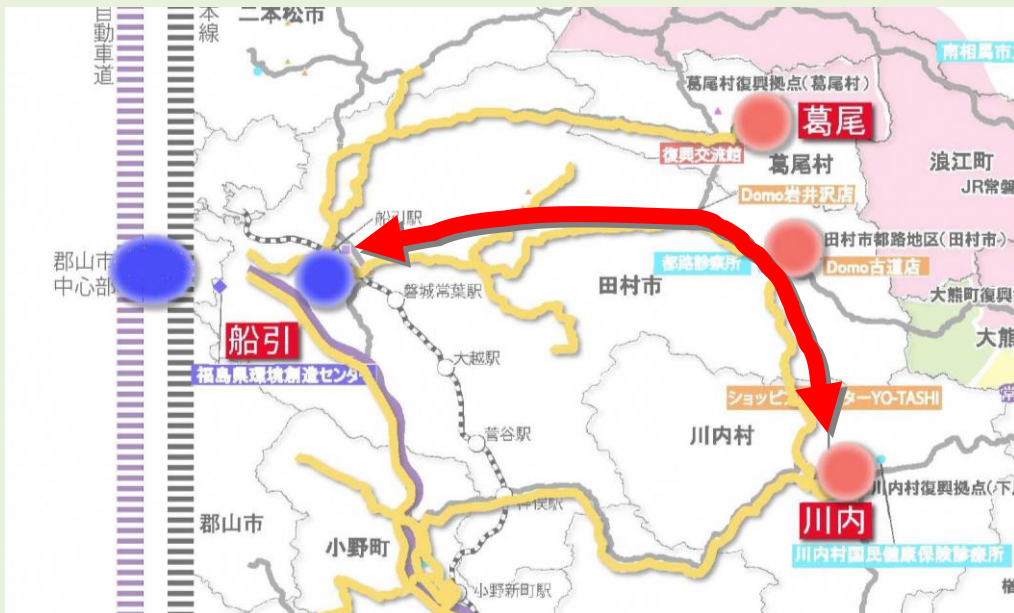 自動車道
本線
二本松市
南相馬市
葛尾村復興拠点(葛尾村)
葛尾
復興交流館
葛尾村
浪江町
JR常磐
Domo岩井沢店
船引駅
田村市都路地区(田村市)
都路診療所
Domo古道店
郡山市
中心部
磐城常葉駅
田村市
大熊町復興
大熊
船引
福島県環境創造センター
大越駅
常
ショッピ
ターYO-TASHI
川内村
菅谷駅
川内村復興拠点(下
神俣駅
川内
郡山市
小野町
川内村国民健康保険診療所
小野新町駅
楢